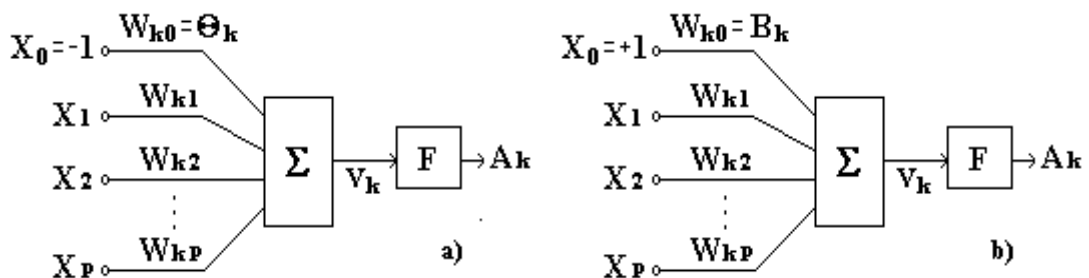 X0=-1 Wk0=Θk
X1 Wk1
X2 Wk2
Xp Wkp
Σ
Vk
F
Ak
a)
X0=+1 Wk0=Bk
X1 Wk1
X2 Wk2
Xp Wkp
Σ
Vk
F
Ak
b)